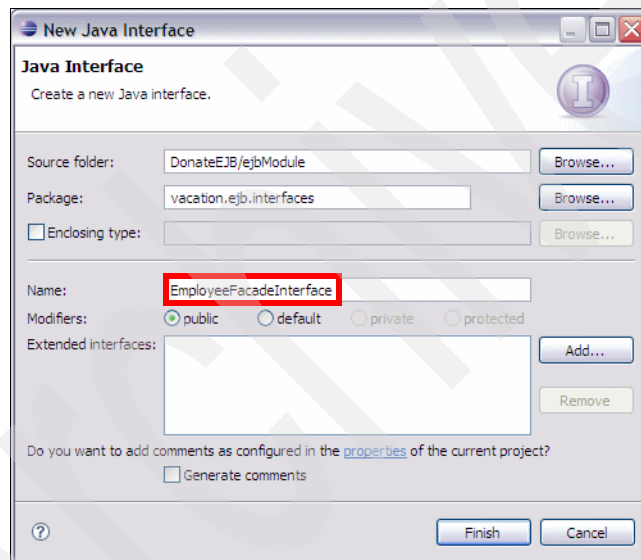 New Java Interface
Java Interface
Create a new Java interface.
Source folder: DonateEJB/ejbModule Browse...
Package: vacation.ejb.interfaces Browse...
Enclosing type: Browse...
Name: EmployeeFacadeInterface
Modifiers: public default private protected
Extended interfaces: Add...
Remove
Do you want to add comments as configured in the properties of the current project?
Generate comments
? Finish Cancel